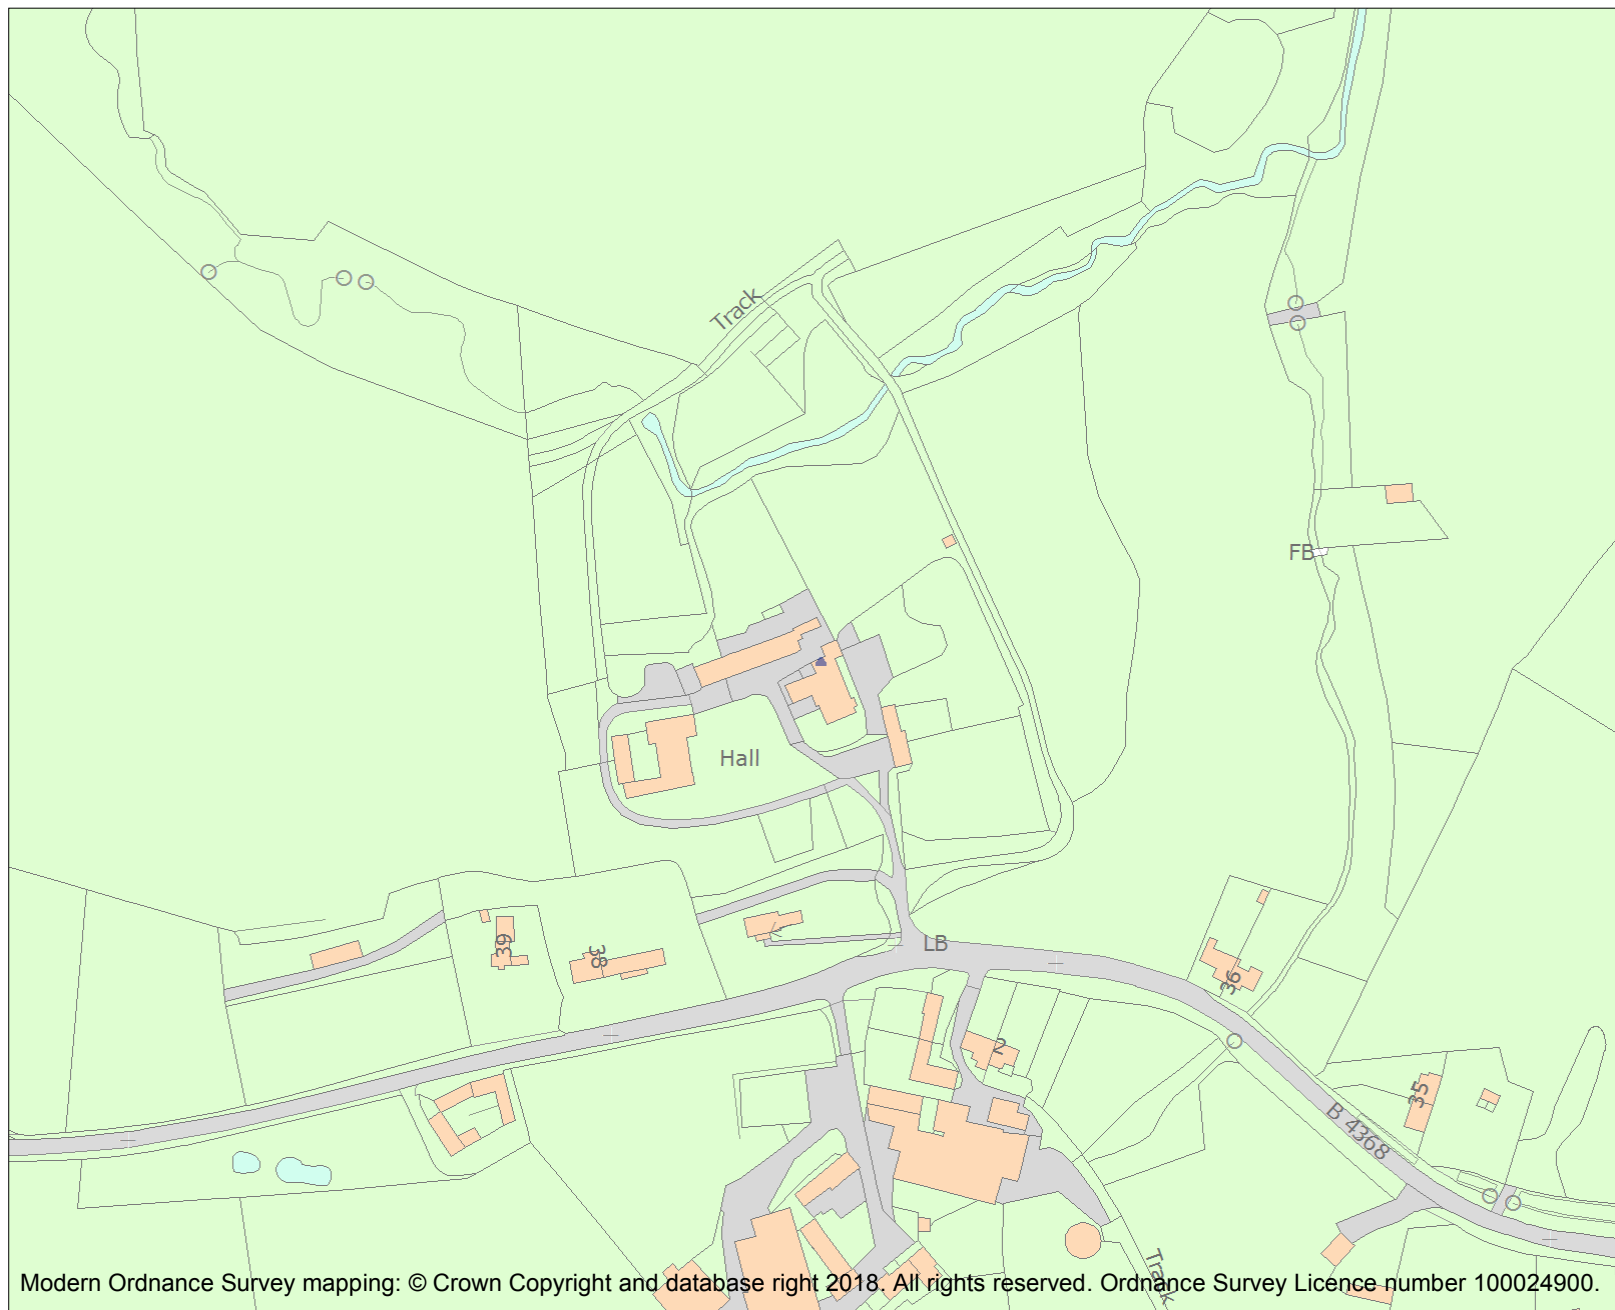 Track
FB
Hall
39
38
LB
36
2
35
B 4368
Track
Modern Ordnance Survey mapping: © Crown Copyright and database right 2018. All rights reserved. Ordnance Survey Licence number 100024900.